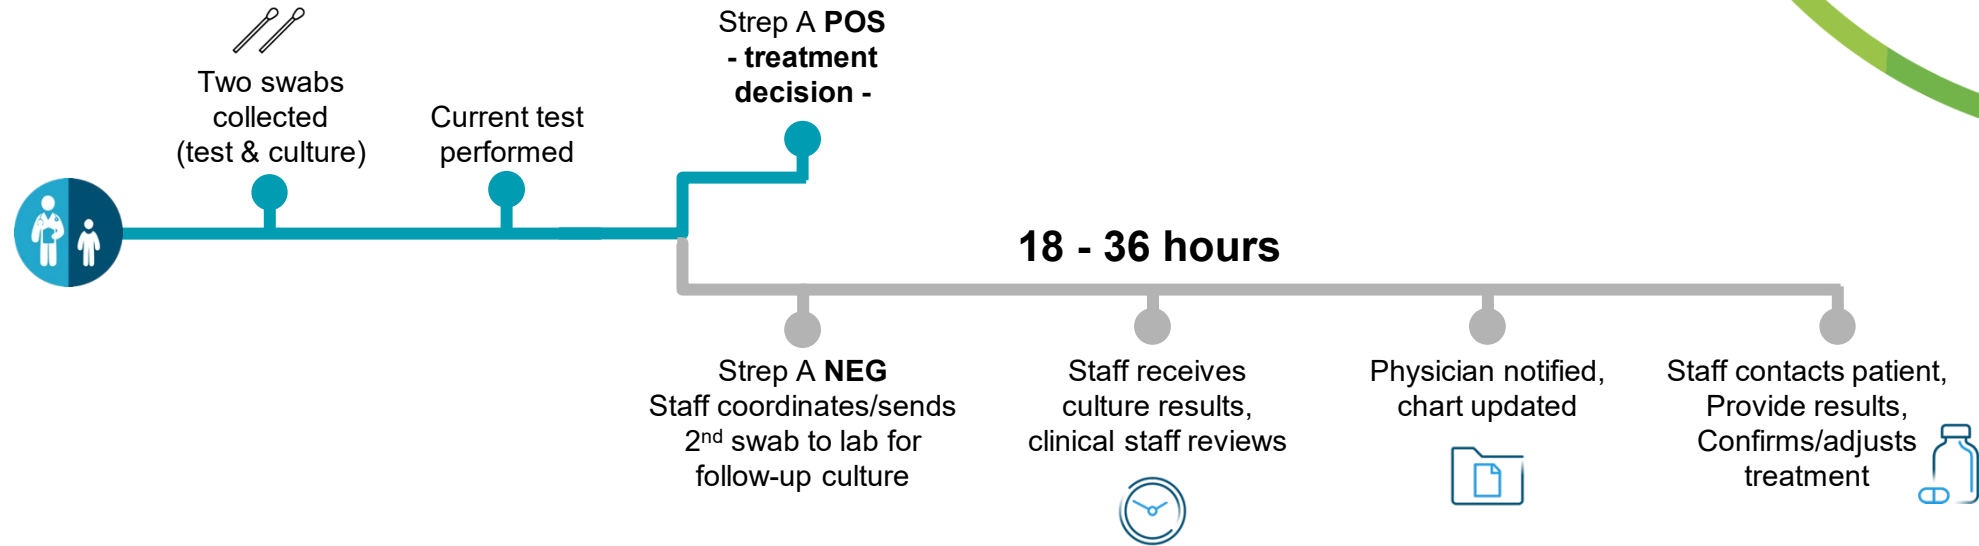 Two swabs
collected
(test & culture)
Current test
performed
Strep A POS
- treatment
decision -
18 - 36 hours
Strep A NEG
Staff coordinates/sends
2nd swab to lab for
follow-up culture
Staff receives
culture results,
clinical staff reviews
Physician notified,
chart updated
Staff contacts patient,
Provide results,
Confirms/adjusts
treatment